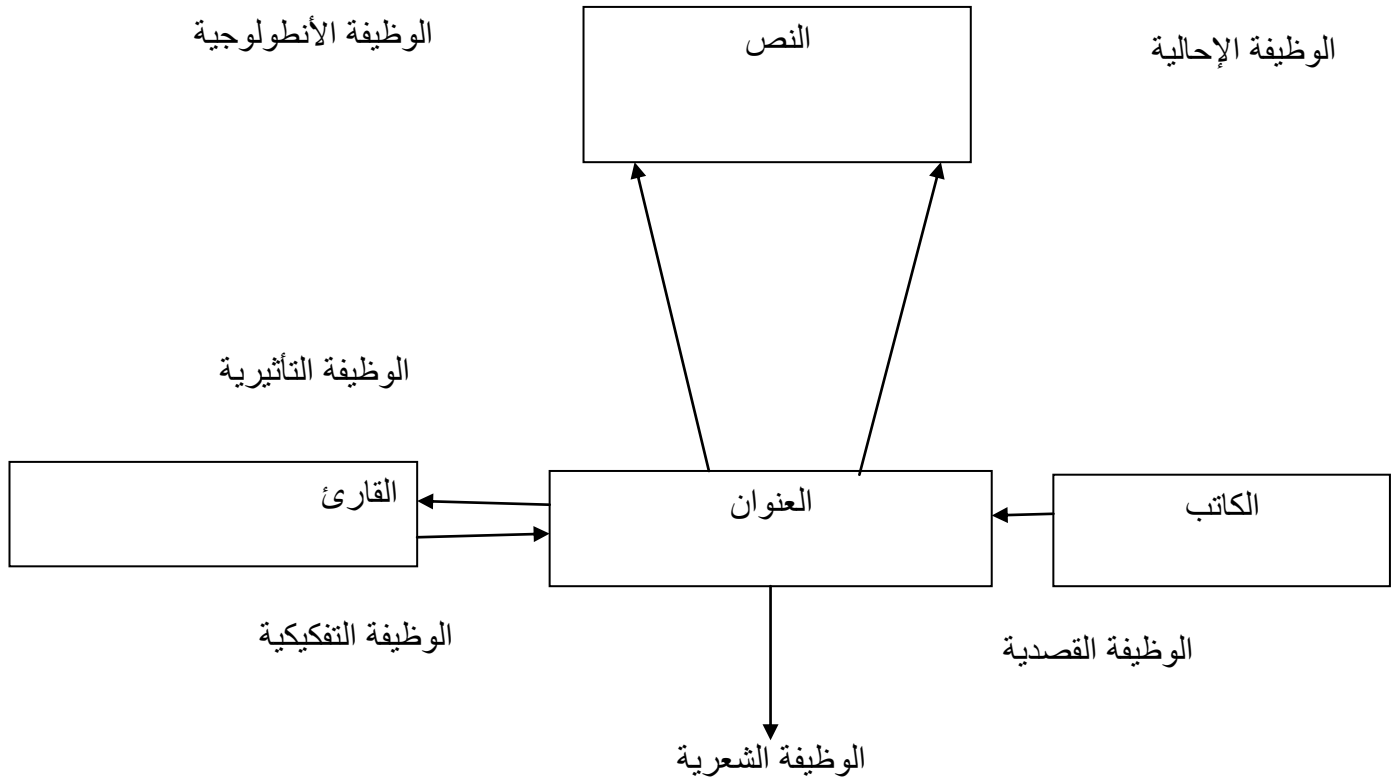 النص
الوظيفة الإحالية
الوظيفة الأنطولوجية
الوظيفة التأثيرية
الكاتب
العنوان
القارئ
الوظيفة القصدية
الوظيفة التفكيكية
الوظيفة الشعرية